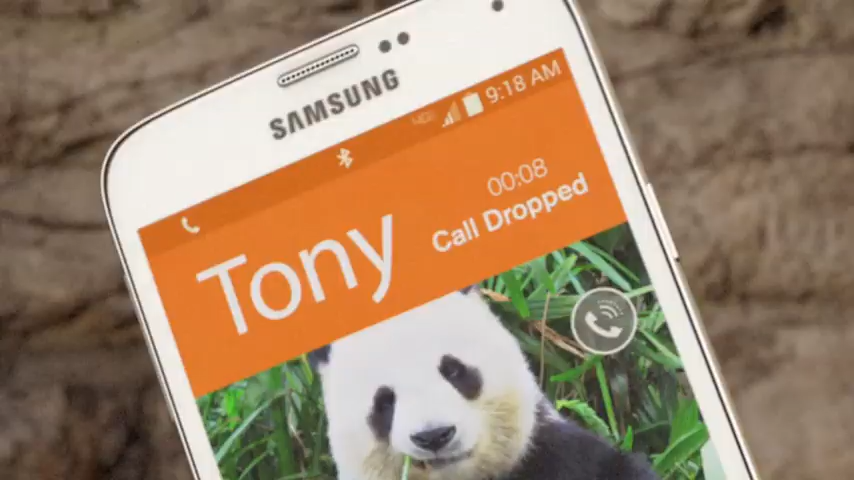 SAMSUNG
9:18 AM
00:08
Tony
Call Dropped